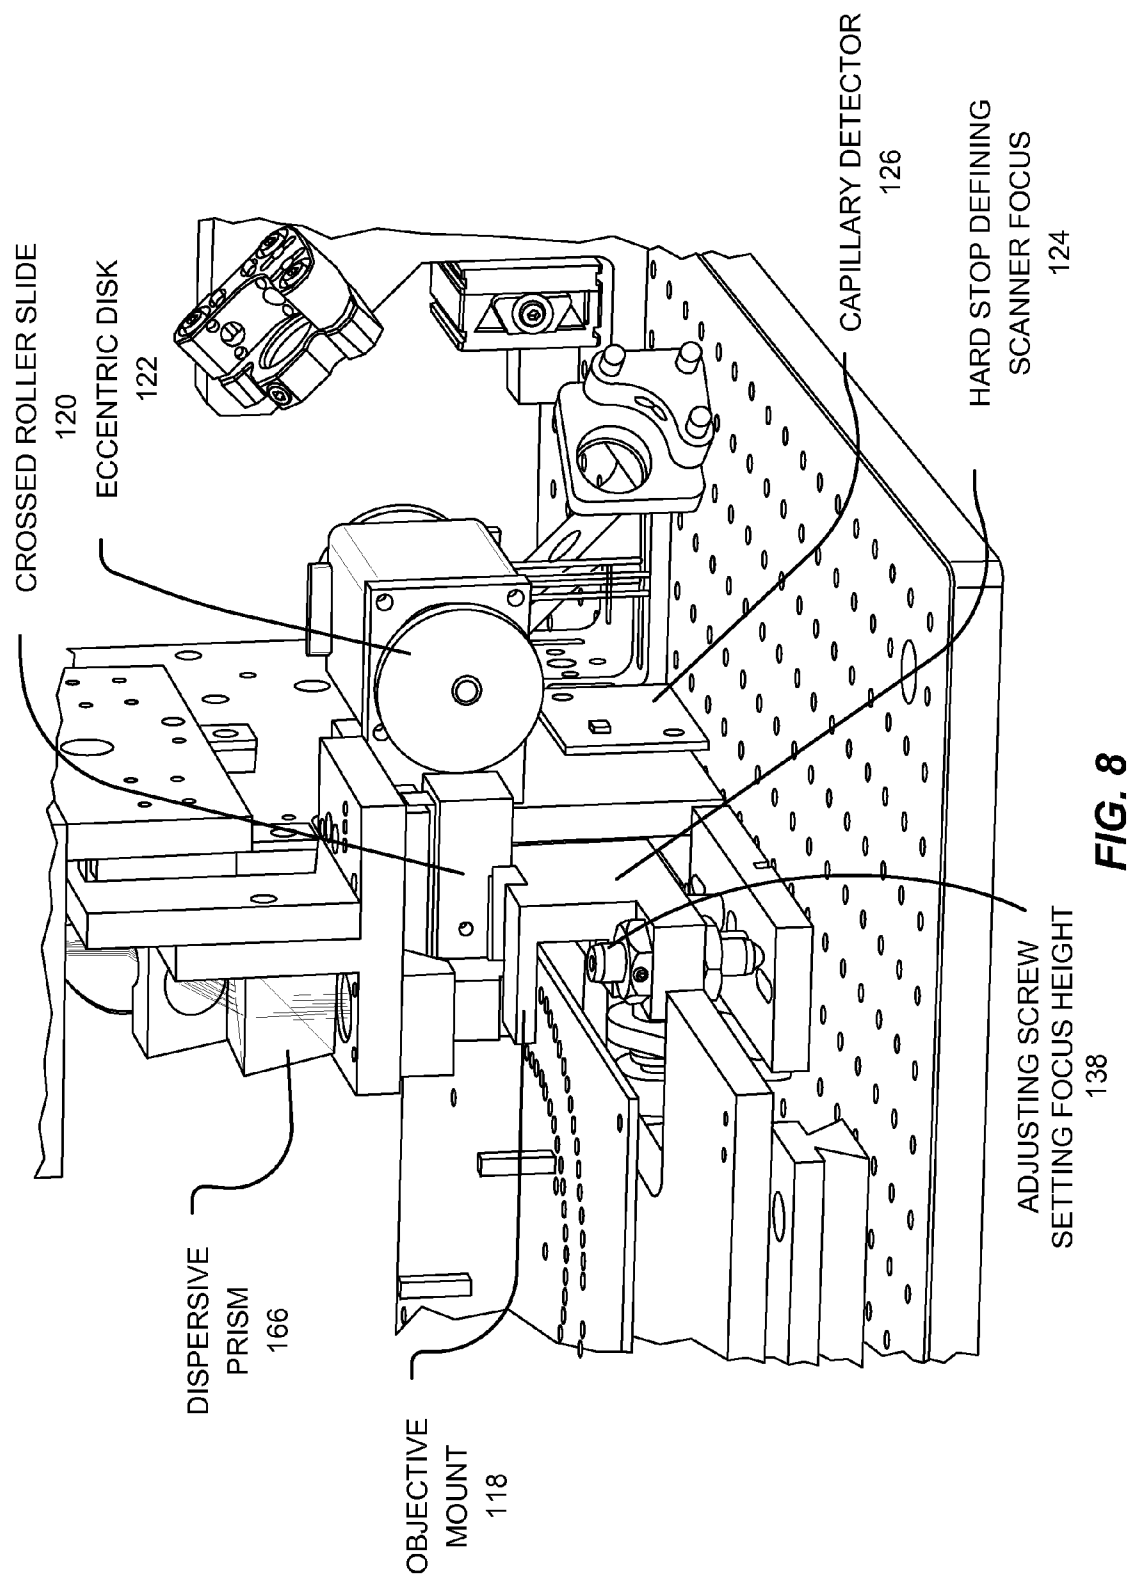 CROSSED ROLLER SLIDE
120
ECCENTRIC DISK
122
DISPERSIVE
PRISM
166
OBJECTIVE
MOUNT
118
CAPILLARY DETECTOR
126
HARD STOP DEFINING
SCANNER FOCUS
124
ADJUSTING SCREW
SETTING FOCUS HEIGHT
138
FIG. 8